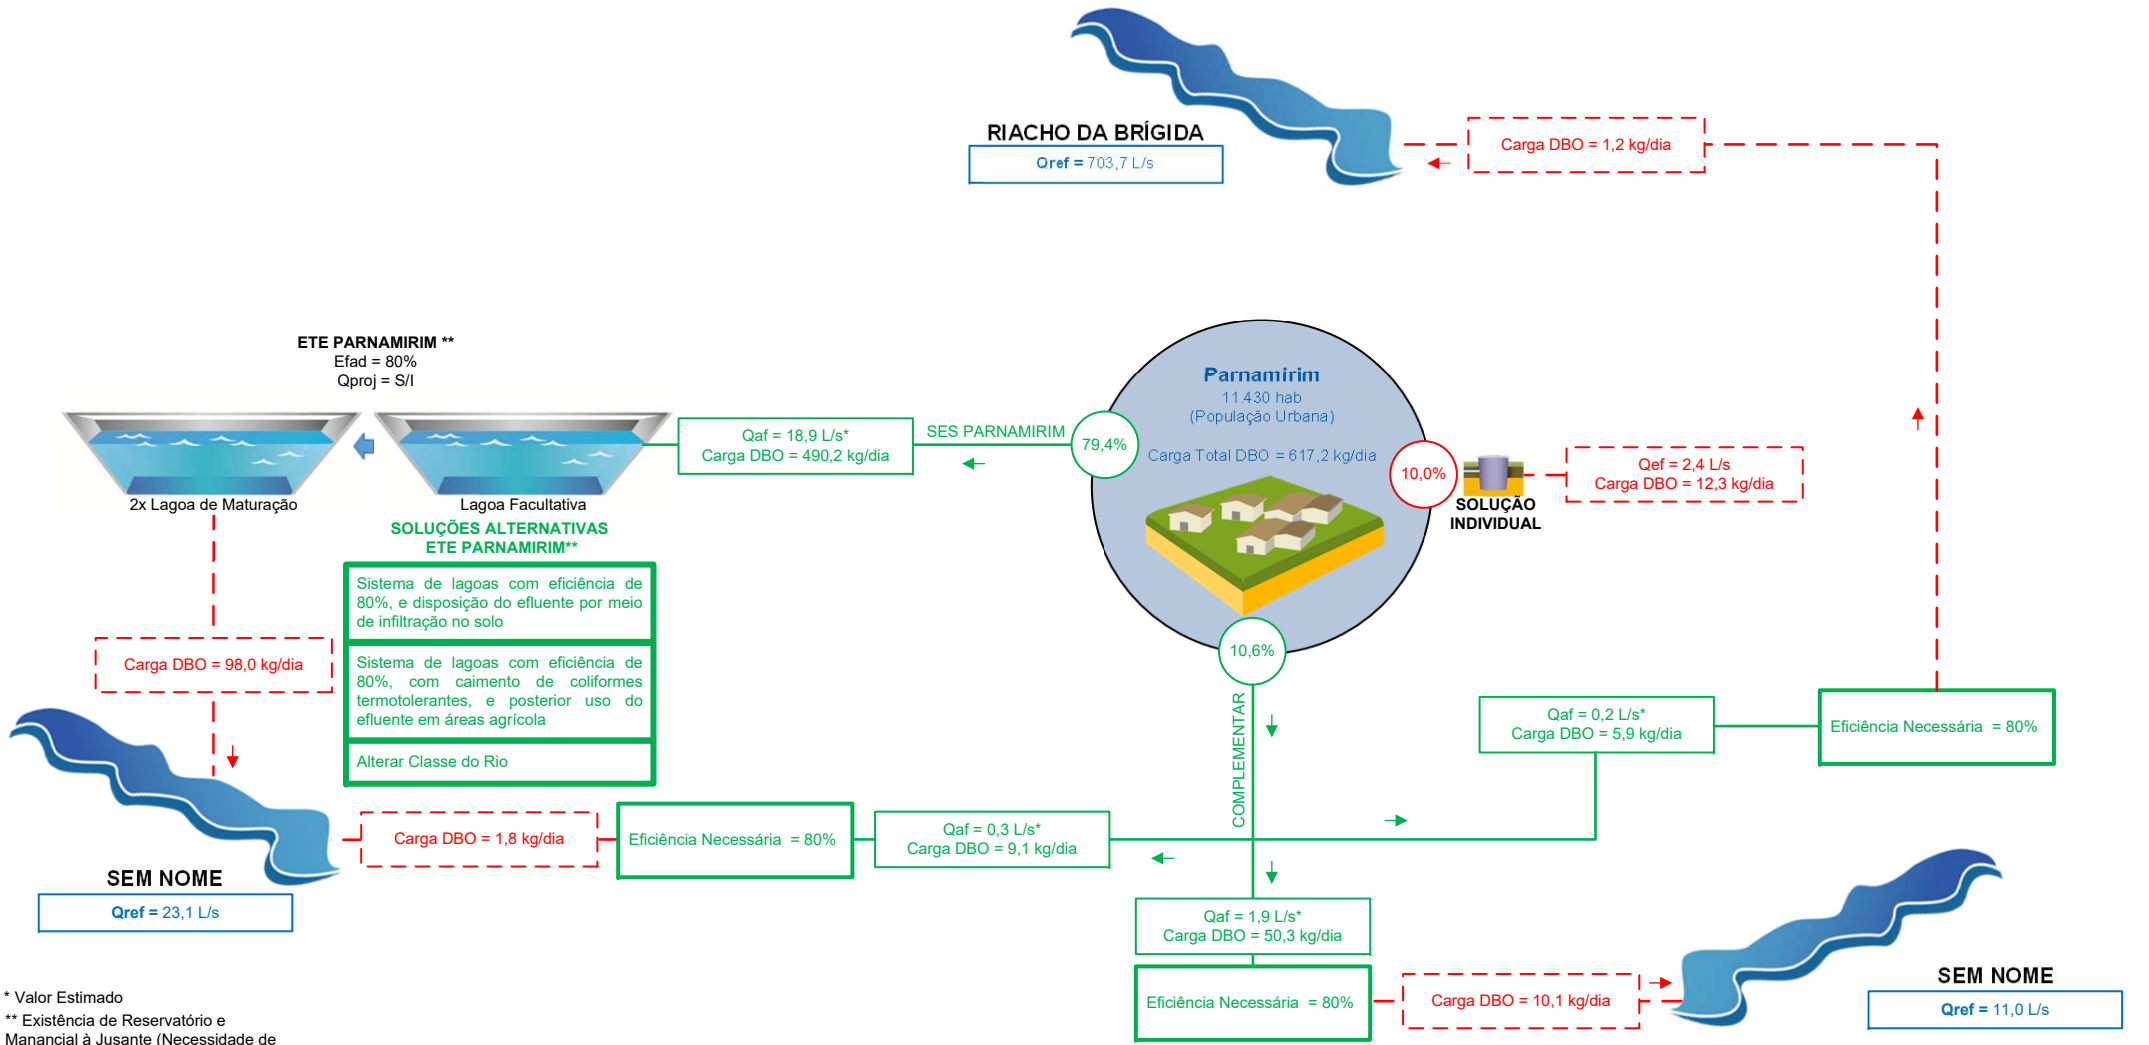 RIACHO DA BRÍGIDA
Qref = 703,7 L/s
Carga DBO = 1,2 kg/dia
ETE PARNAMIRIM **
Efad = 80%
Qproj = S/I
2x Lagoa de Maturação
Lagoa Facultativa
Qaf = 18,9 L/s*
Carga DBO = 490,2 kg/dia
SES PARNAMIRIM
79,4%
Parnamirim
11.430 hab
(População Urbana)
Carga Total DBO = 617,2 kg/dia
10,0%
SOLUÇÃO
INDIVIDUAL
Qef = 2,4 L/s
Carga DBO = 12,3 kg/dia
SOLUÇÕES ALTERNATIVAS
ETE PARNAMIRIM**
Sistema de lagoas com eficiência de
80%, e disposição do efluente por meio
de infiltração no solo
Sistema de lagoas com eficiência de
80%, com caimento de coliformes
termotolerantes, e posterior uso do
efluente em áreas agrícola
Alterar Classe do Rio
Carga DBO = 98,0 kg/dia
10,6%
COMPLEMENTAR
Qaf = 0,2 L/s*
Carga DBO = 5,9 kg/dia
Eficiência Necessária = 80%
Carga DBO = 1,8 kg/dia
Eficiência Necessária = 80%
Qaf = 0,3 L/s*
Carga DBO = 9,1 kg/dia
SEM NOME
Qref = 23,1 L/s
Qaf = 1,9 L/s*
Carga DBO = 50,3 kg/dia
Eficiência Necessária = 80%
Carga DBO = 10,1 kg/dia
SEM NOME
Qref = 11,0 L/s
* Valor Estimado
** Existência de Reservatório e
Manancial à Jusante (Necessidade de